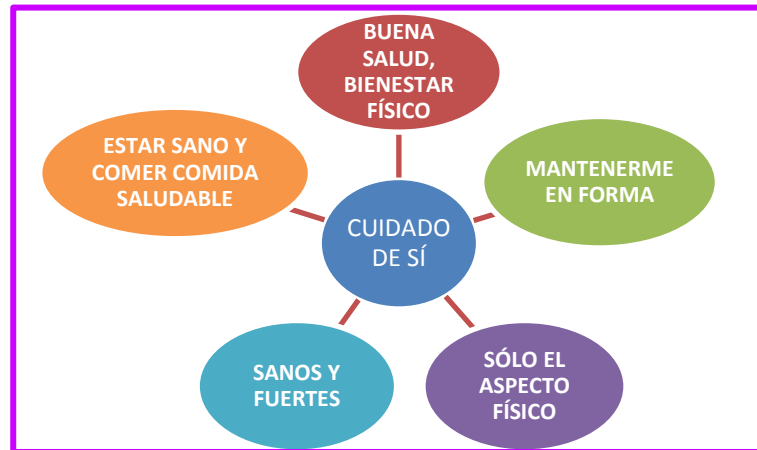 BUENA
SALUD,
BIENESTAR
FÍSICO
ESTAR SANO Y
COMER COMIDA
SALUDABLE
MANTENERME
EN FORMA
CUIDADO
DE SÍ
SANOS Y
FUERTES
SÓLO EL
ASPECTO
FÍSICO